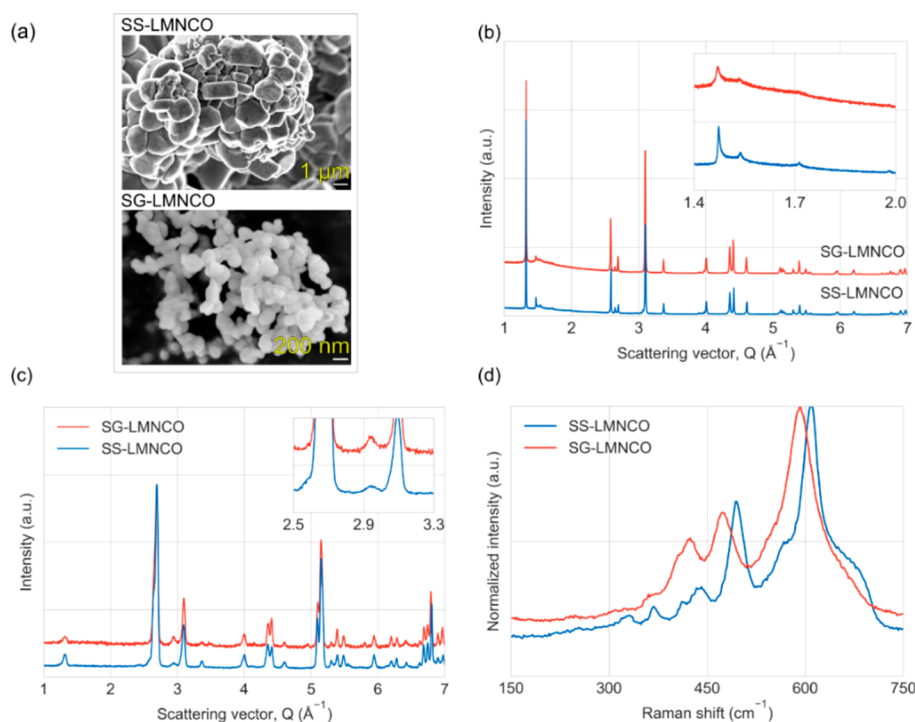 (a)
SS-LMNCO
1 μm
SG-LMNCO
200 nm
(b)
Intensity (a.u.)
1.4 1.7 2.0
SG-LMNCO
SS-LMNCO
1 2 3 4 5 6 7
Scattering vector, Q (Å⁻¹)
(c)
SG-LMNCO
SS-LMNCO
Intensity (a.u.)
2.5 2.9 3.3
1 2 3 4 5 6 7
Scattering vector, Q (Å⁻¹)
(d)
SS-LMNCO
SG-LMNCO
Normalized intensity (a.u.)
150 300 450 600 750
Raman shift (cm⁻¹)